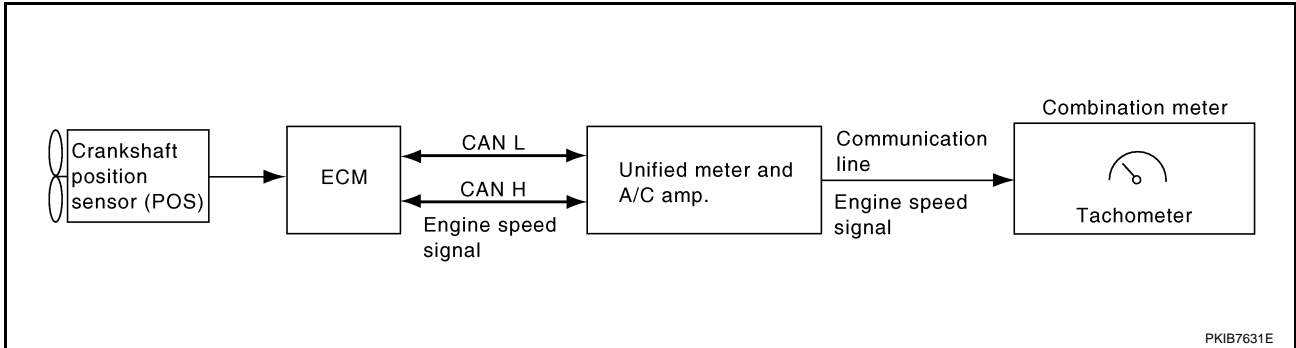 Crankshaft
position
sensor (POS)
ECM
CAN L
CAN H
Engine speed
signal
Unified meter and
A/C amp.
Communication
line
Engine speed
signal
Combination meter
Tachometer
PKIB7631E